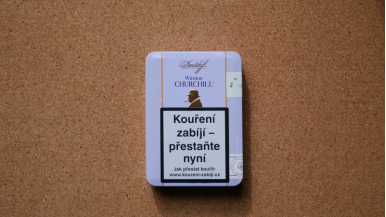 Davidoff
Winston
CHURCHILL
Kouření
zabíjí –
přestaňte
nyní
Jak přestat kouřit:
www.koureni-zabiji.cz